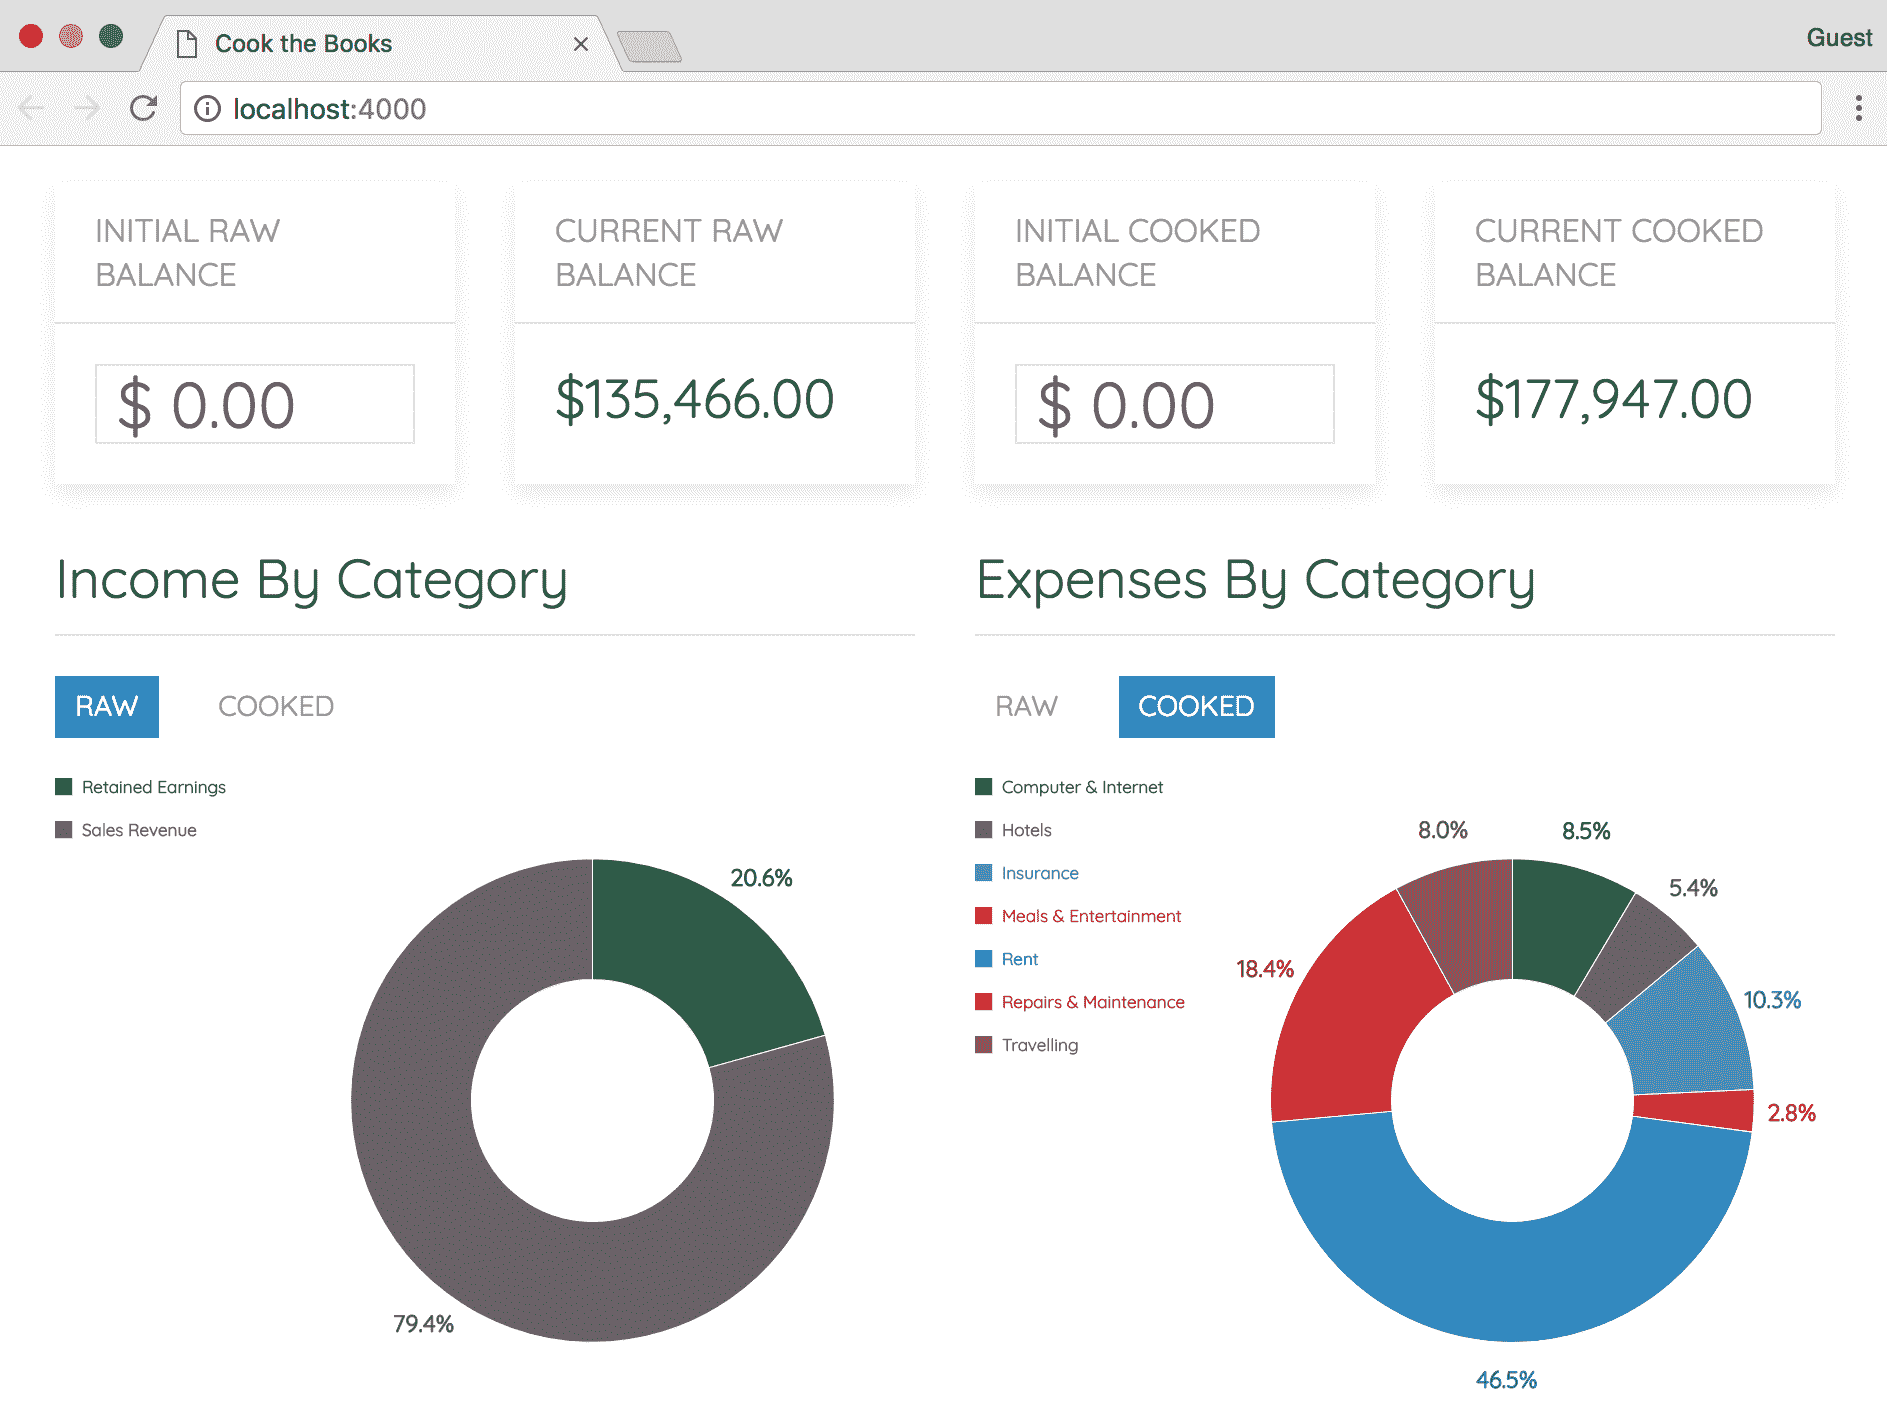 Cook the Books
Guest
localhost:4000
INITIAL RAW
BALANCE
$ 0.00
CURRENT RAW
BALANCE
$135,466.00
INITIAL COOKED
BALANCE
$ 0.00
CURRENT COOKED
BALANCE
$177,947.00
Income By Category
RAW
COOKED
Retained Earnings
Sales Revenue
20.6%
79.4%
Expenses By Category
RAW
COOKED
Computer & Internet
Hotels
Insurance
Meals & Entertainment
Rent
Repairs & Maintenance
Travelling
8.0%
8.5%
5.4%
18.4%
10.3%
2.8%
46.5%